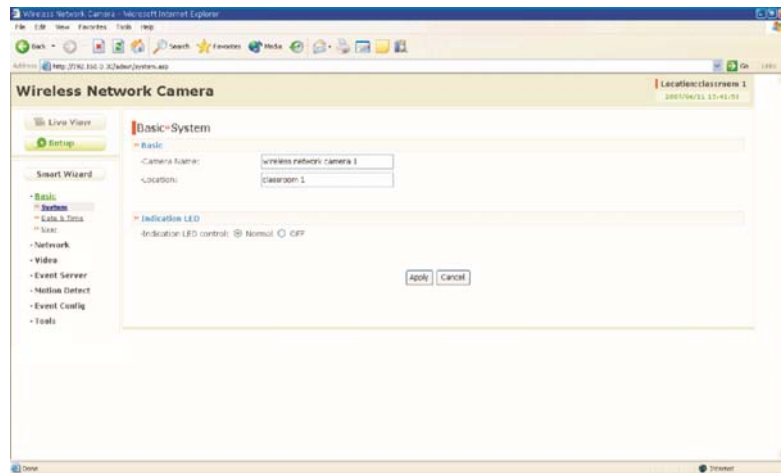 Wireless Network Camera - Microsoft Internet Explorer
File Edit View Favorites Tools Help
Back Search Favorites Media
Address
Go Links
Wireless Network Camera
Location:classroom 1
Live View
Setup
Smart Wizard
Basic
System
Date & Time
User
Network
Video
Event Server
Motion Detect
Event Config
Tools
Basic»System
Basic
Camera Name: wireless network camera 1
Location: classroom 1
Indication LED
Indication LED control: Normal OFF
Apply Cancel
Done
Internet